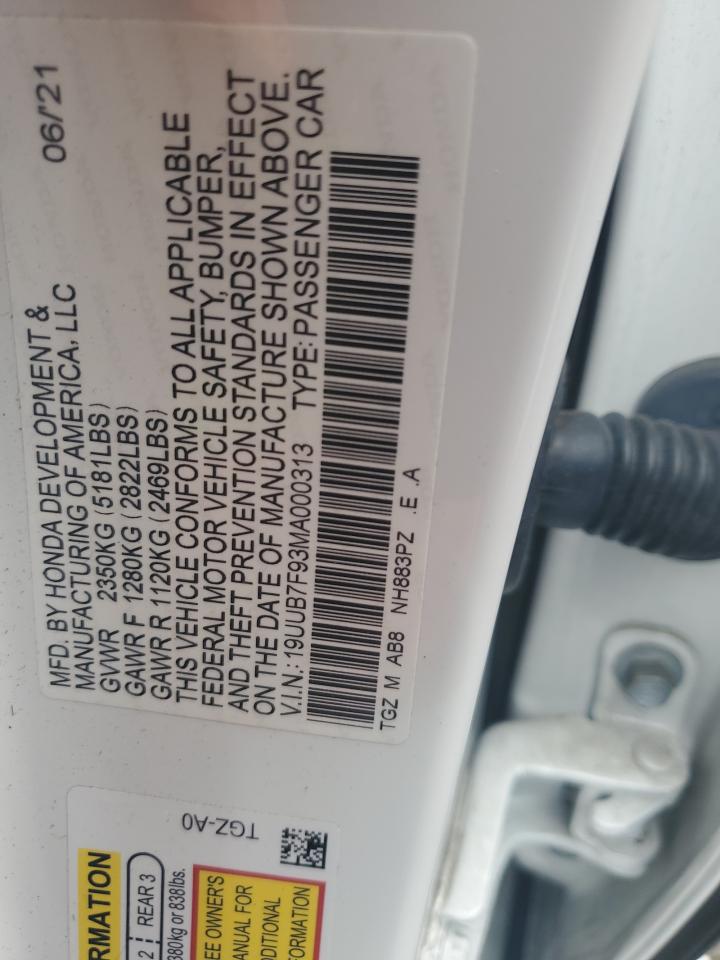 06/'21
MFD. BY HONDA DEVELOPMENT &
MANUFACTURING OF AMERICA, LLC
GVWR 2350KG (5181LBS)
GAWR F 1280KG (2822LBS)
GAWR R 1120KG (2469LBS)
THIS VEHICLE CONFORMS TO ALL APPLICABLE
FEDERAL MOTOR VEHICLE SAFETY, BUMPER,
AND THEFT PREVENTION STANDARDS IN EFFECT
ON THE DATE OF MANUFACTURE SHOWN ABOVE.
V.I.N.: 19UUB7F93MA000313 TYPE: PASSENGER CAR
TGZ M AB8 NH883PZ .E .A
TGZ-A0
RMATION
2 REAR 3
380kg or 838lbs.
EE OWNER'S
ANUAL FOR
DDITIONAL
FORMATION